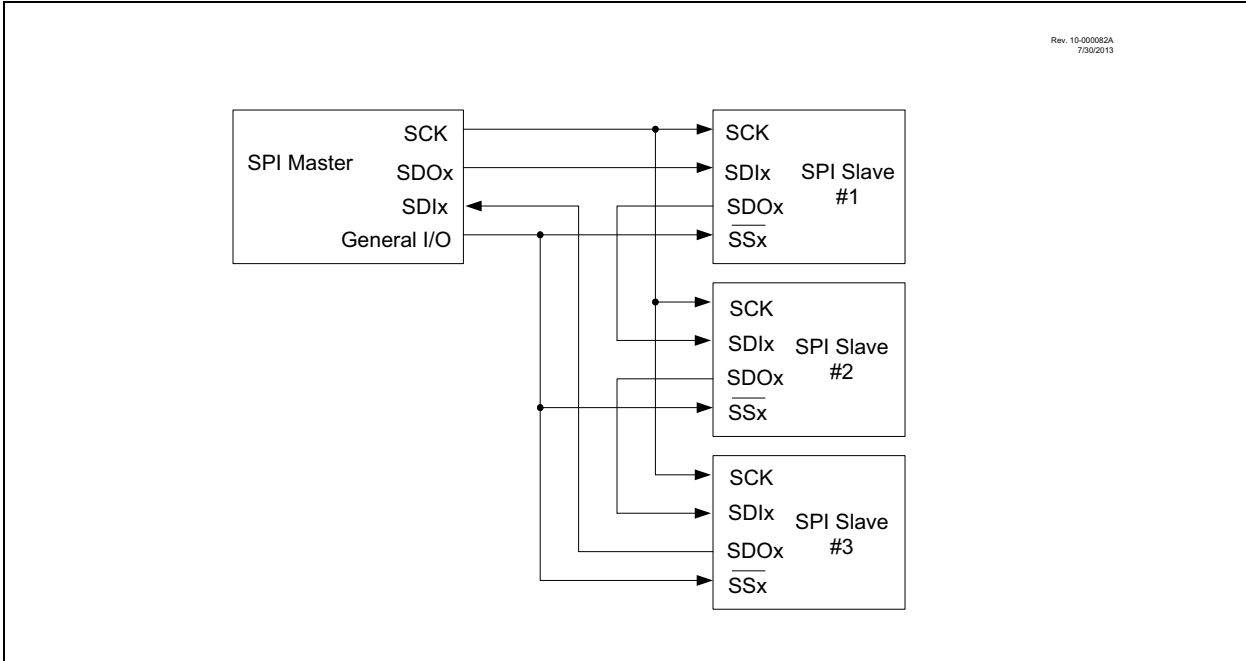 Rev. 10-000082A
7/30/2013
SPI Master
SCK
SDOx
SDIx
General I/O
SCK
SDIx
SDOx
SSx
SPI Slave
#1
SCK
SDIx
SDOx
SSx
SPI Slave
#2
SCK
SDIx
SDOx
SSx
SPI Slave
#3